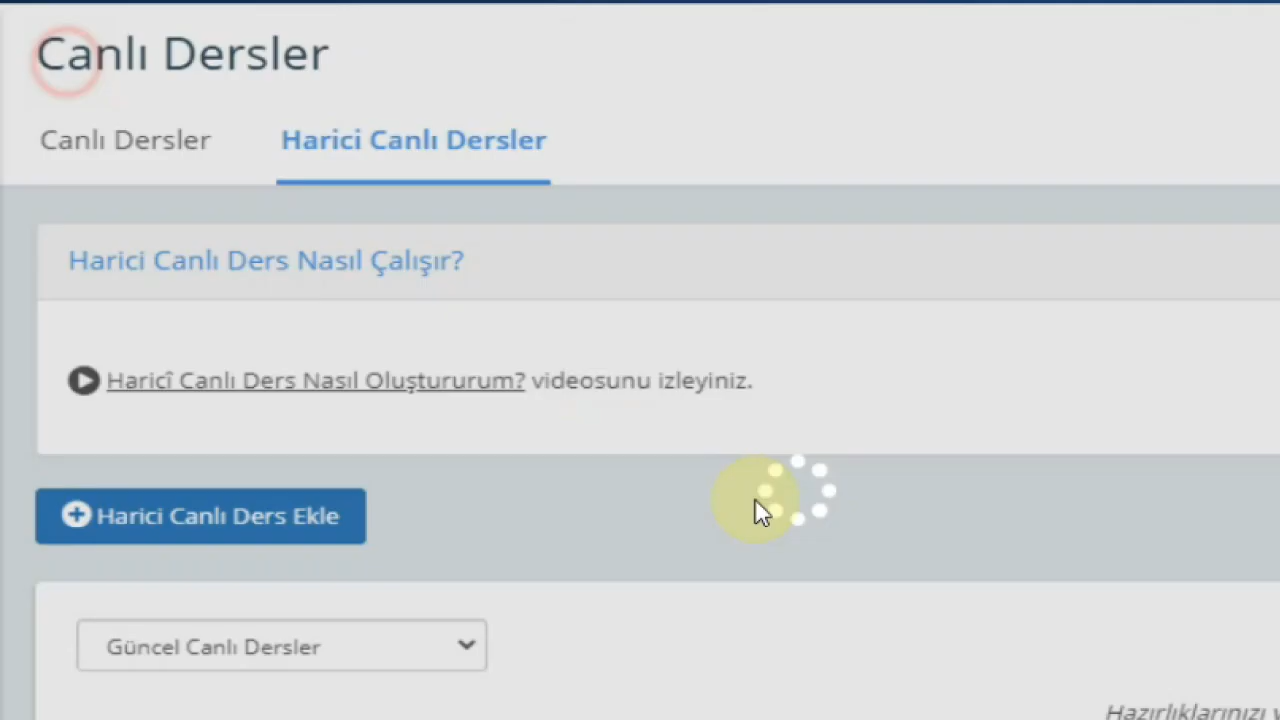 Canlı Dersler
Canlı Dersler
Harici Canlı Dersler
Harici Canlı Ders Nasıl Çalışır?
Haricî Canlı Ders Nasıl Oluştururum? videosunu izleyiniz.
Harici Canlı Ders Ekle
Güncel Canlı Dersler
Hazırlıklarınızı